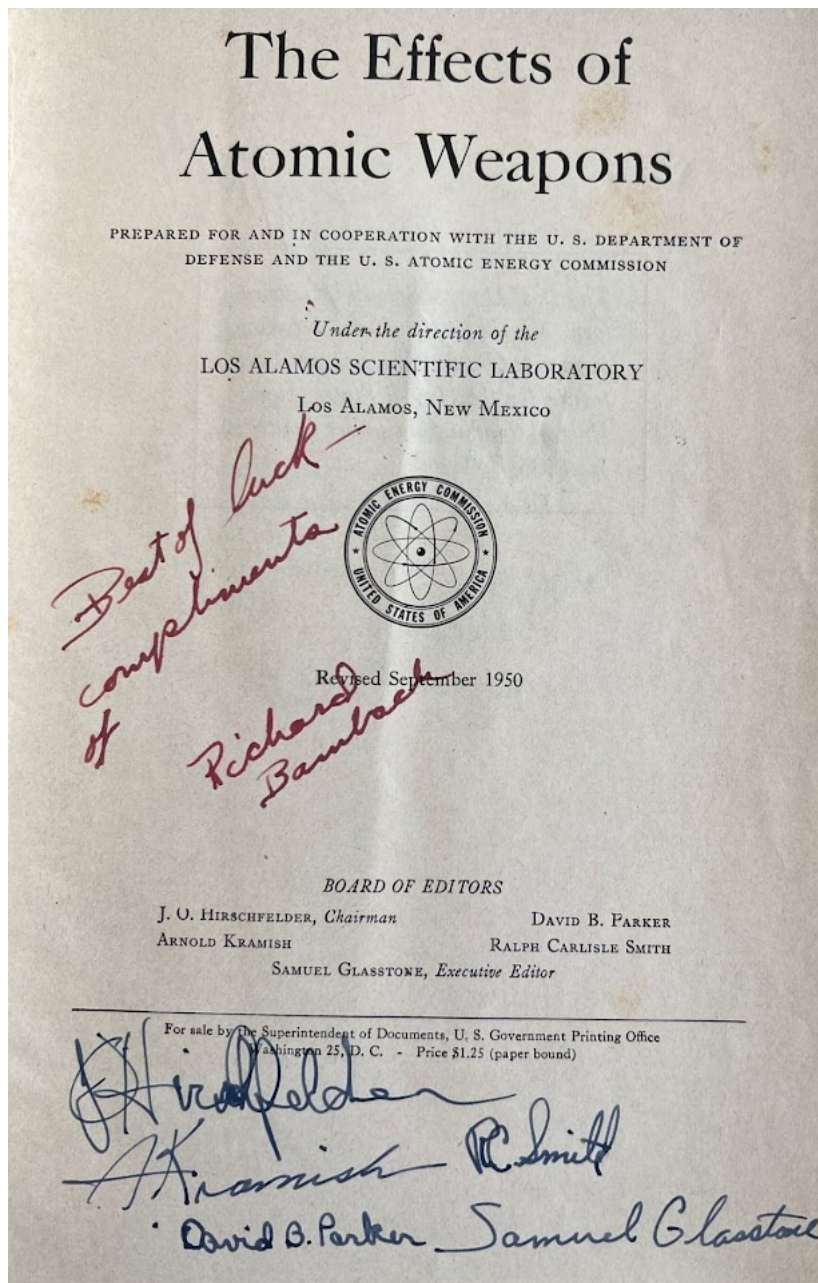 The Effects of
Atomic Weapons
PREPARED FOR AND IN COOPERATION WITH THE U. S. DEPARTMENT OF
DEFENSE AND THE U. S. ATOMIC ENERGY COMMISSION
Under the direction of the
LOS ALAMOS SCIENTIFIC LABORATORY
LOS ALAMOS, NEW MEXICO
Best of luck—
compliments
of
Richard
Bambach
ATOMIC ENERGY COMMISSION
★ UNITED STATES OF AMERICA ★
Revised September 1950
BOARD OF EDITORS
J. O. HIRSCHFELDER, Chairman
DAVID B. PARKER
ARNOLD KRAMISH
RALPH CARLISLE SMITH
SAMUEL GLASSTONE, Executive Editor
For sale by the Superintendent of Documents, U. S. Government Printing Office
Washington 25, D. C. - Price $1.25 (paper bound)
JO Hirschfelder
A Kramish
RC Smith
David B. Parker
Samuel Glasstone